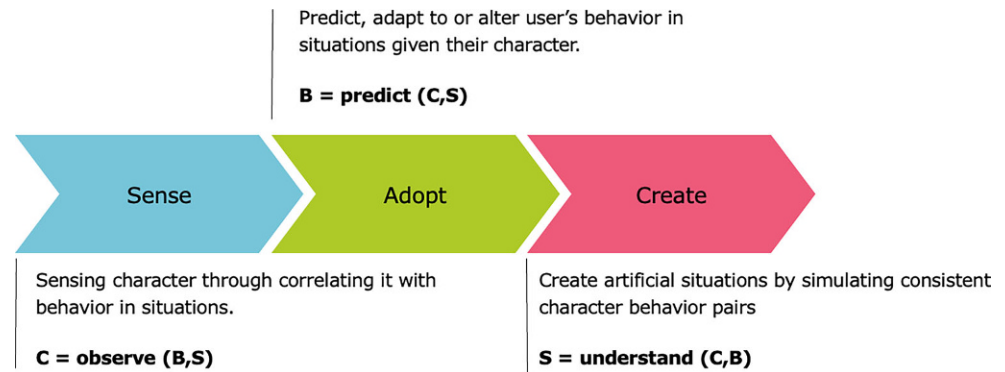 Predict, adapt to or alter user's behavior in
situations given their character.
B = predict (C,S)
Sense
Adopt
Create
Sensing character through correlating it with
behavior in situations.
C = observe (B,S)
Create artificial situations by simulating consistent
character behavior pairs
S = understand (C,B)